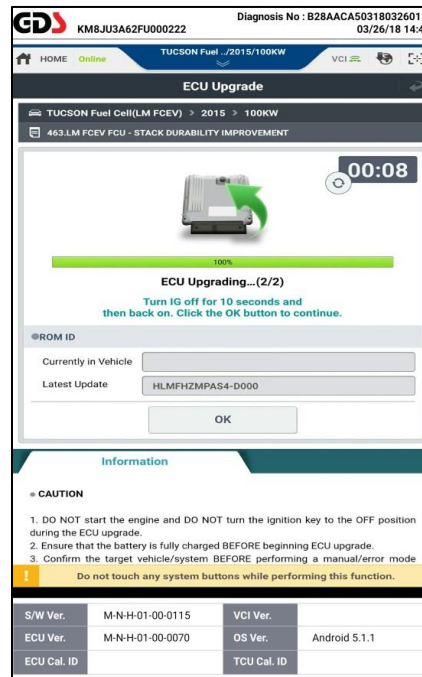 GDS KM8JU3A62FU000222 Diagnosis No : B28AACA50318032601
03/26/18 14:4
HOME Online TUCSON Fuel ../2015/100KW VCI
ECU Upgrade
TUCSON Fuel Cell(LM FCEV) > 2015 > 100KW
463.LM FCEV FCU - STACK DURABILITY IMPROVEMENT
00:08
100%
ECU Upgrading...(2/2)
Turn IG off for 10 seconds and
then back on. Click the OK button to continue.
ROM ID
Currently in Vehicle
Latest Update HLMFHZMPAS4-D000
OK
Information
CAUTION
1. DO NOT start the engine and DO NOT turn the ignition key to the OFF position
during the ECU upgrade.
2. Ensure that the battery is fully charged BEFORE beginning ECU upgrade.
3. Confirm the target vehicle/system BEFORE performing a manual/error mode
! Do not touch any system buttons while performing this function.
S/W Ver. M-N-H-01-00-0115 VCI Ver.
ECU Ver. M-N-H-01-00-0070 OS Ver. Android 5.1.1
ECU Cal. ID TCU Cal. ID